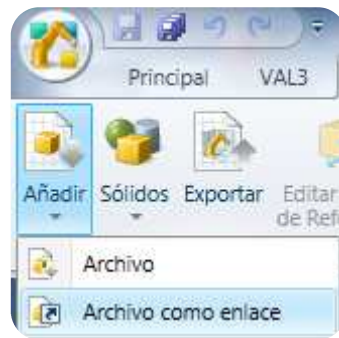 Principal VAL3
Añadir Sólidos Exportar Editar
de Ref
Archivo
Archivo como enlace